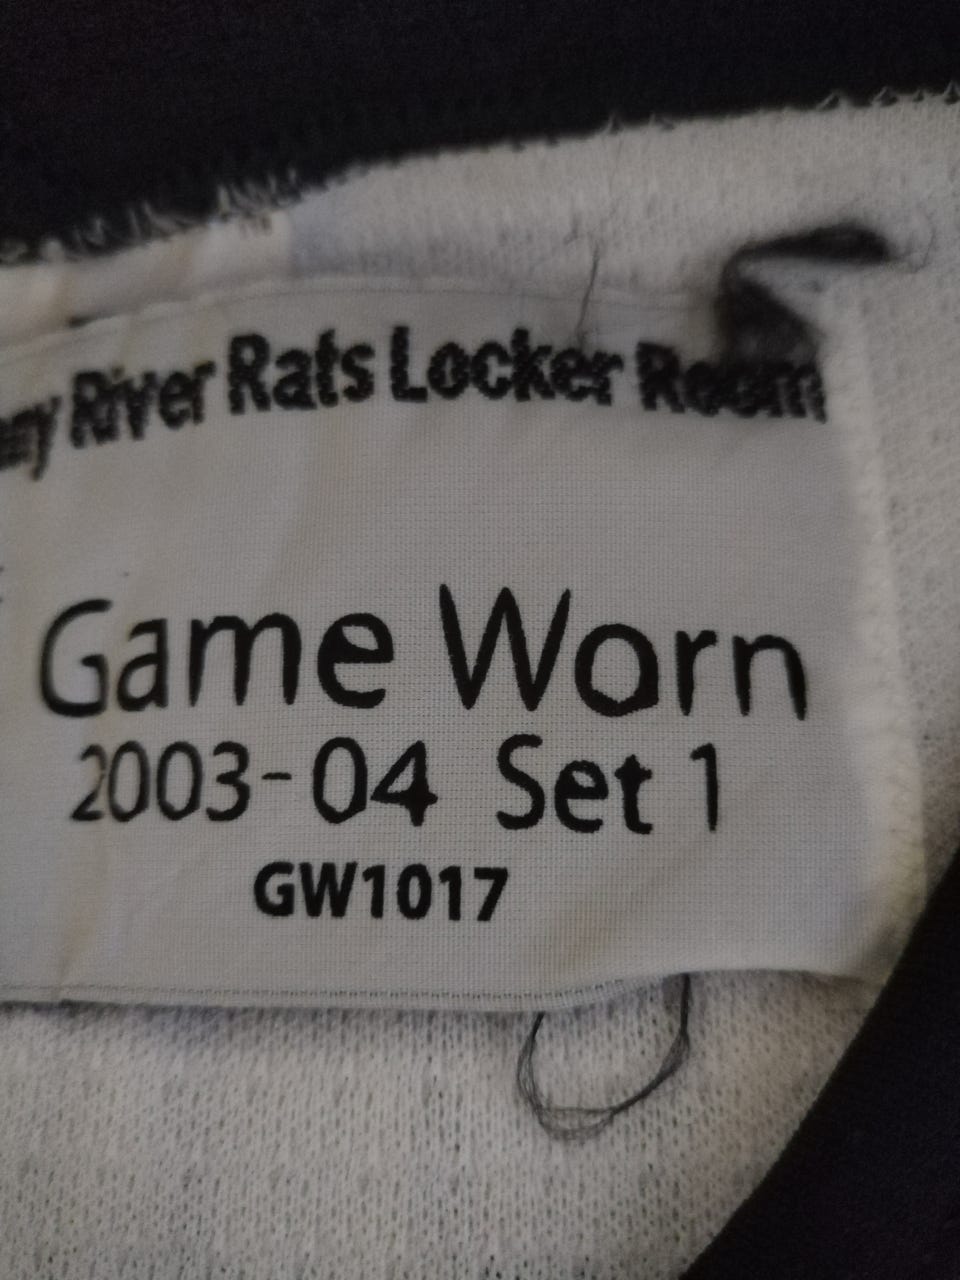 River Rats Locker Room
Game Worn
2003-04 Set 1
GW1017